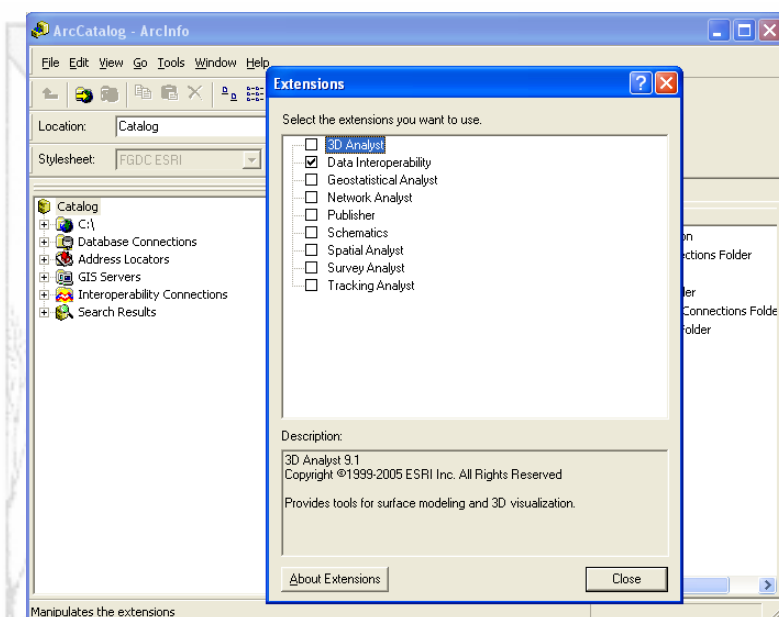 ArcCatalog - ArcInfo
File Edit View Go Tools Window Help
Location: Catalog
Stylesheet: FGDC ESRI
Catalog
C:\
Database Connections
Address Locators
GIS Servers
Interoperability Connections
Search Results
Extensions
Select the extensions you want to use.
3D Analyst
Data Interoperability
Geostatistical Analyst
Network Analyst
Publisher
Schematics
Spatial Analyst
Survey Analyst
Tracking Analyst
Description:
3D Analyst 9.1
Copyright ©1999-2005 ESRI Inc. All Rights Reserved
Provides tools for surface modeling and 3D visualization.
About Extensions
Close
Folder
Connections
Manipulates the extensions